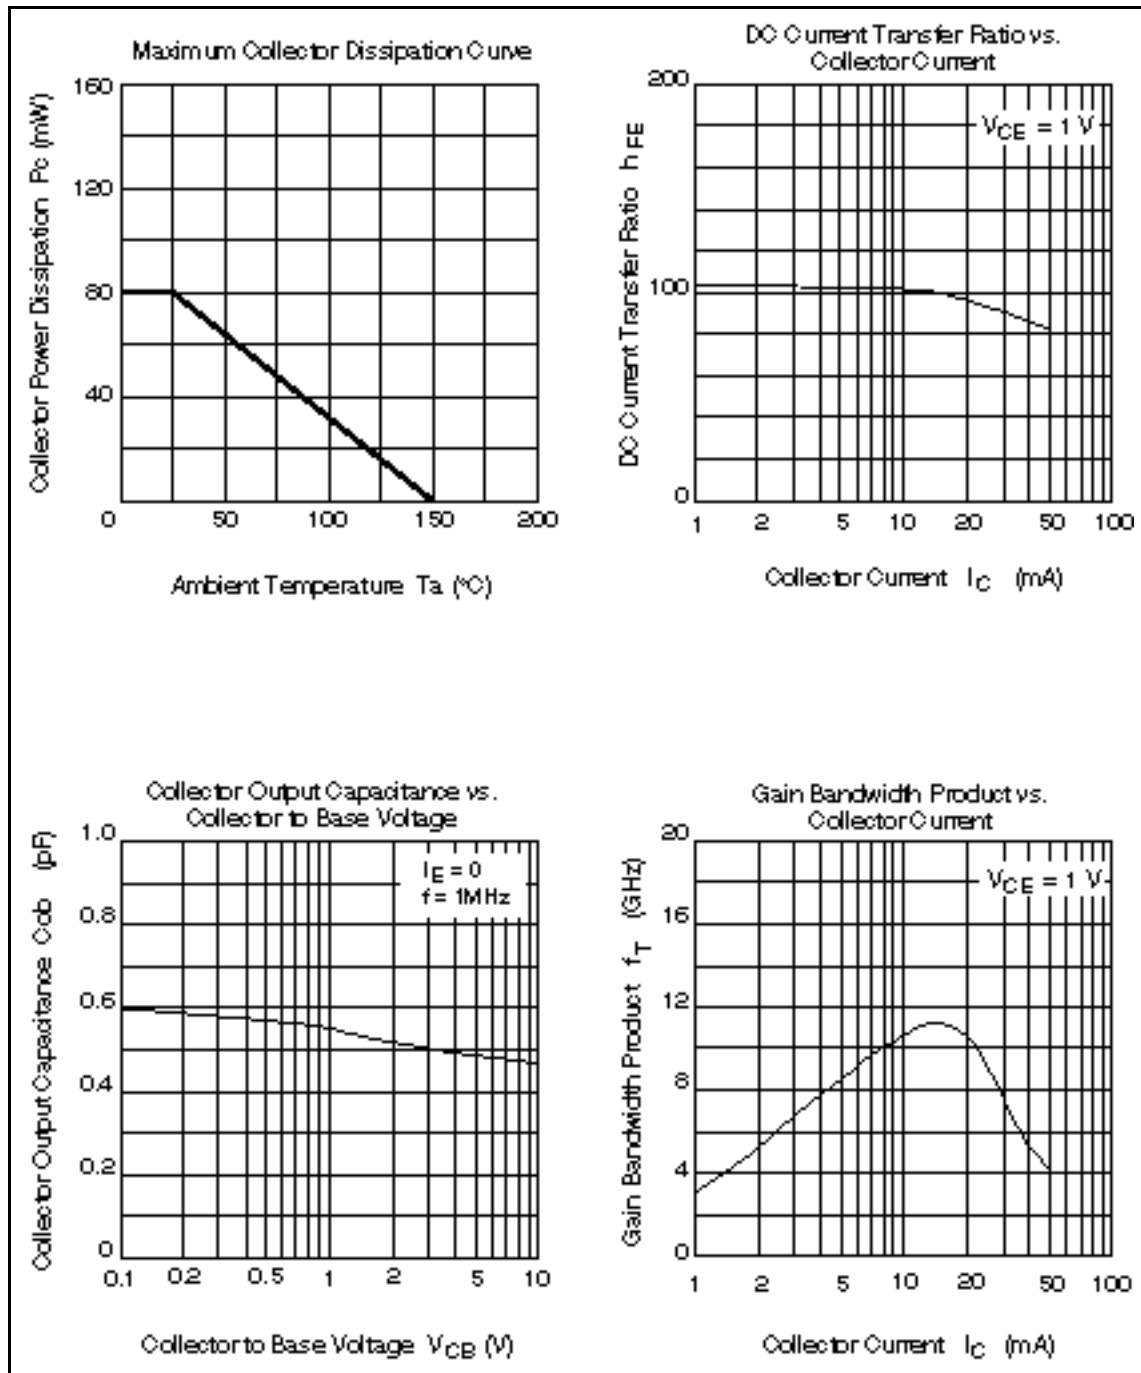 Maximum Collector Dissipation Curve
Collector Power Dissipation Pc (mW)
160
120
80
40
0
50
100
150
200
Ambient Temperature Ta (°C)
DC Current Transfer Ratio vs.
Collector Current
DC Current Transfer Ratio hFE
200
100
0
VCE = 1 V
1
2
5
10
20
50
100
Collector Current IC (mA)
Collector Output Capacitance vs.
Collector to Base Voltage
Collector Output Capacitance Cob (pF)
1.0
0.8
0.6
0.4
0.2
0
IE = 0
f = 1MHz
0.1
0.2
0.5
1
2
5
10
Collector to Base Voltage VCB (V)
Gain Bandwidth Product vs.
Collector Current
Gain Bandwidth Product fT (GHz)
20
16
12
8
4
0
VCE = 1 V
1
2
5
10
20
50
100
Collector Current IC (mA)